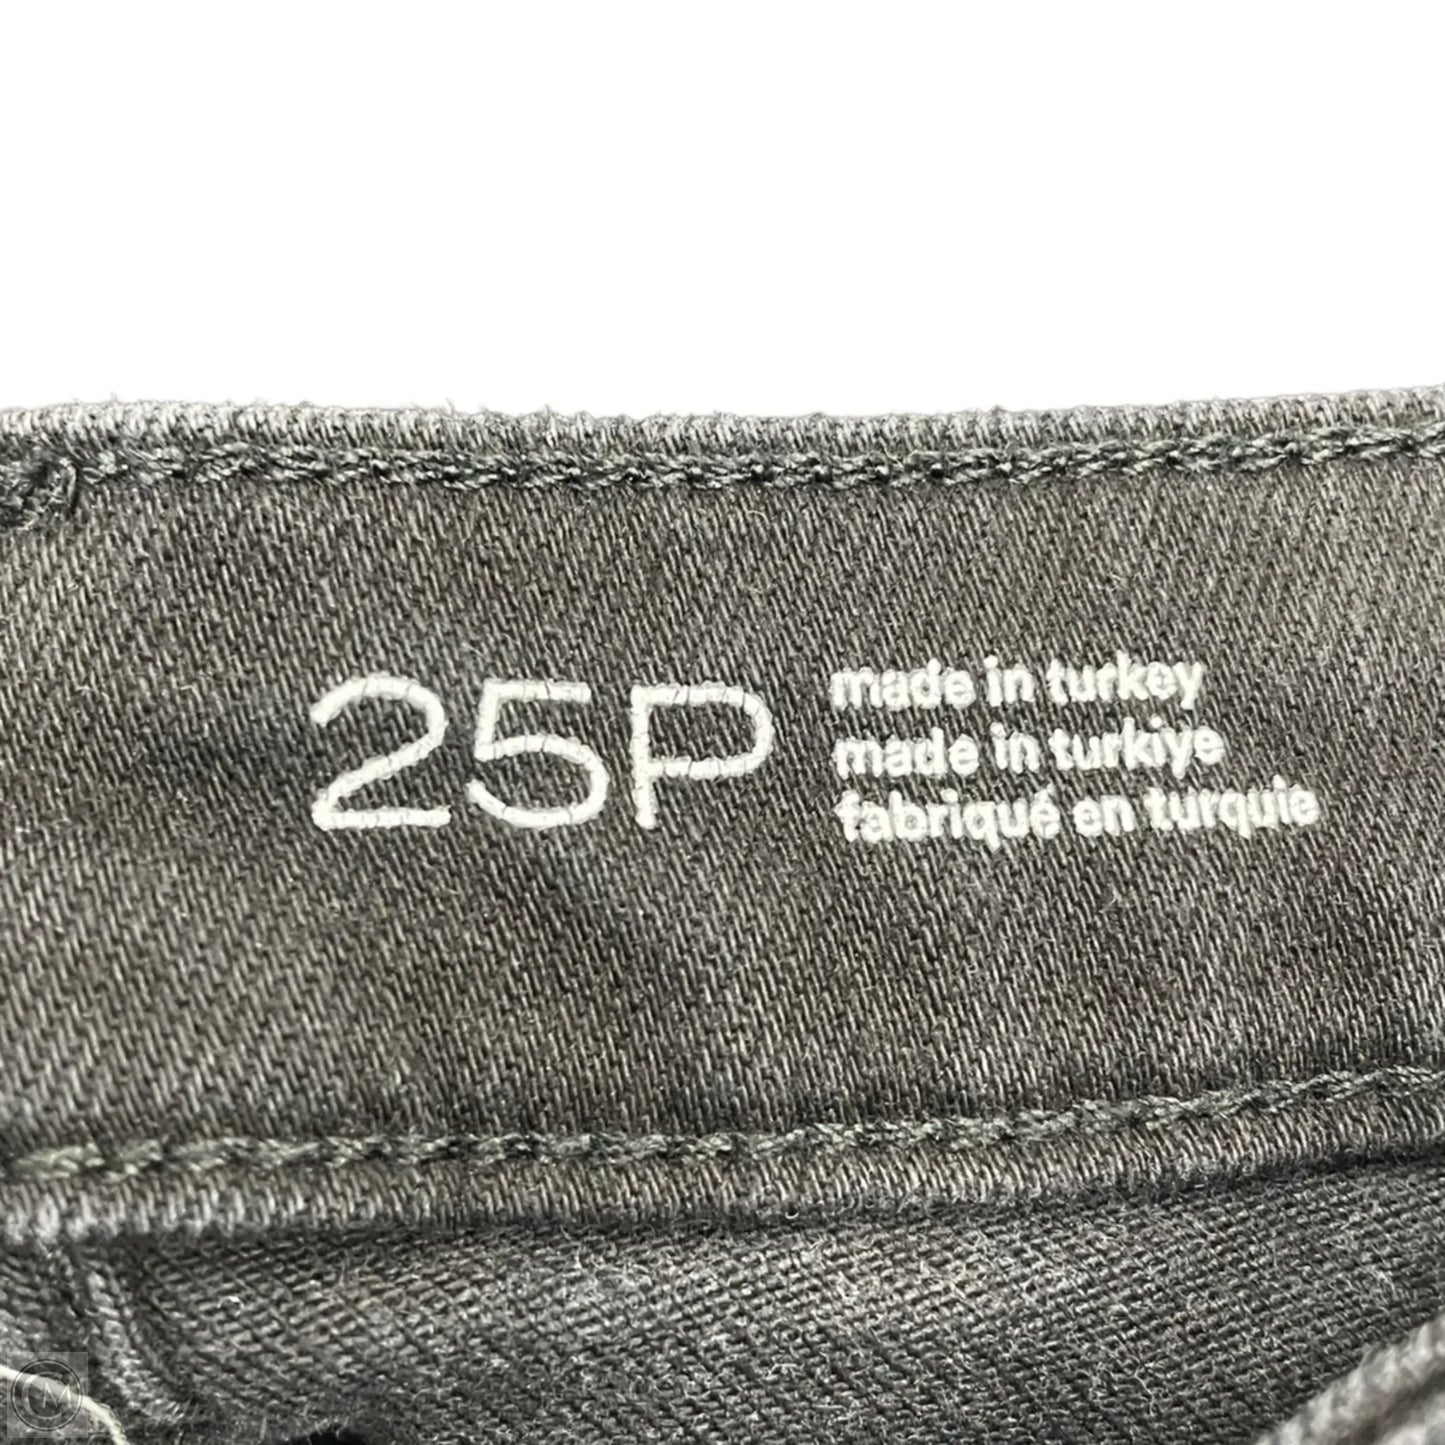 25P
made in turkey
made in turkiye
fabriqué en turquie
M